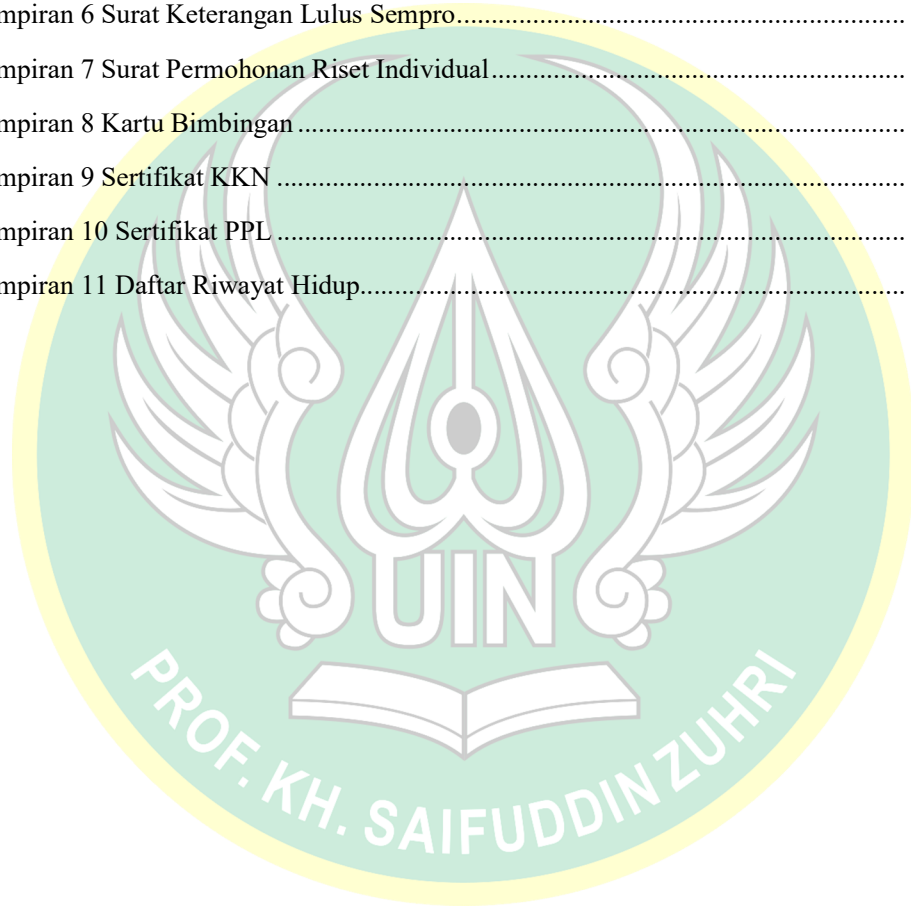 mpiran 6 Surat Keterangan Lulus Sempro........................................................................
mpiran 7 Surat Permohonan Riset Individual...................................................................
mpiran 8 Kartu Bimbingan................................................................................................
mpiran 9 Sertifikat KKN...................................................................................................
mpiran 10 Sertifikat PPL...................................................................................................
mpiran 11 Daftar Riwayat Hidup.......................................................................................
UIN
PROF. KH. SAIFUDDIN ZUHRI